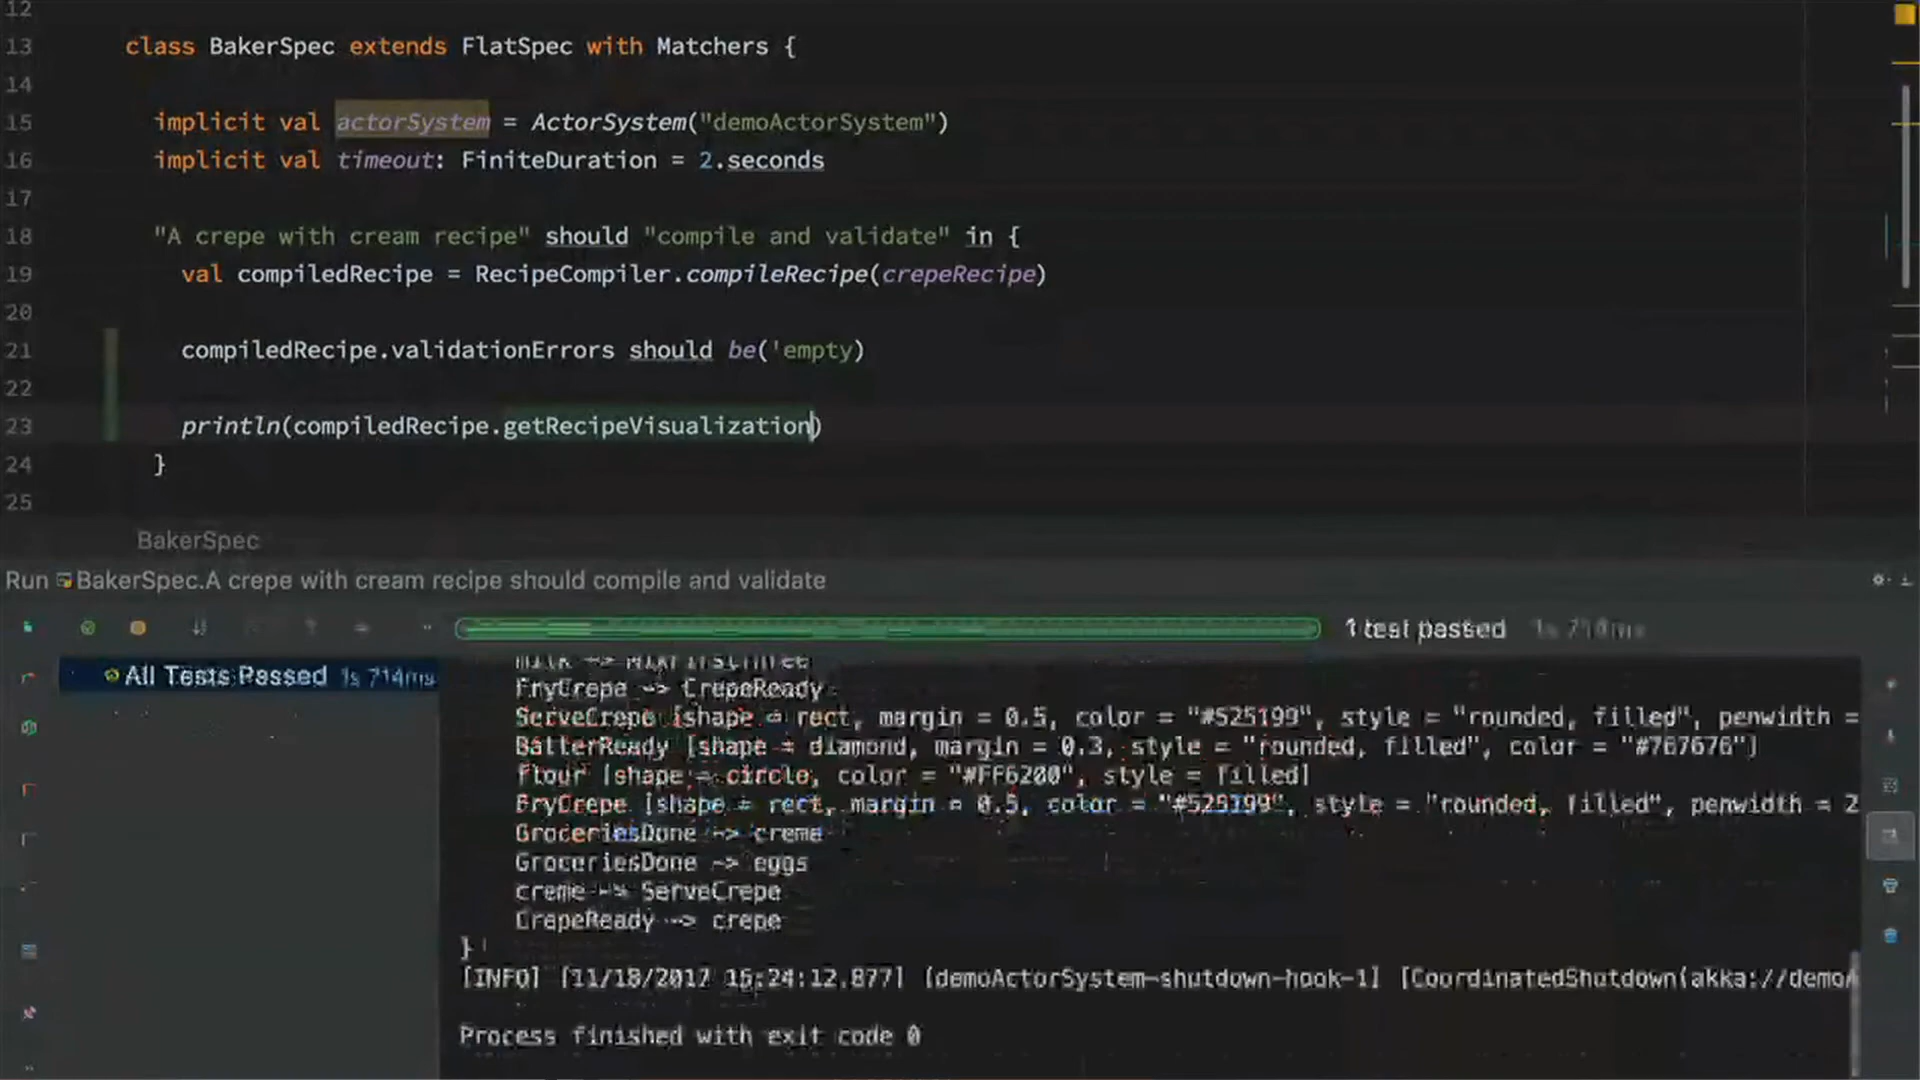 12
13 class BakerSpec extends FlatSpec with Matchers {
14
15 implicit val actorSystem = ActorSystem("demoActorSystem")
16 implicit val timeout: FiniteDuration = 2.seconds
17
18 "A crepe with cream recipe" should "compile and validate" in {
19 val compiledRecipe = RecipeCompiler.compileRecipe(crepeRecipe)
20
21 compiledRecipe.validationErrors should be('empty)
22
23 println(compiledRecipe.getRecipeVisualization)
24 }
25
BakerSpec
Run BakerSpec.A crepe with cream recipe should compile and validate
1 test passed 1s 714ms
All Tests Passed 1s 714ms
milk -> MixFirstThree
FryCrepe -> CrepeReady
ServeCrepe [shape = rect, margin = 0.5, color = "#525199", style = "rounded, filled", penwidth =
BatterReady [shape = diamond, margin = 0.3, style = "rounded, filled", color = "#767676"]
flour [shape = circle, color = "#FF6200", style = filled]
FryCrepe [shape = rect, margin = 0.5, color = "#525199", style = "rounded, filled", penwidth = 2
GroceriesDone -> creme
GroceriesDone -> eggs
creme -> ServeCrepe
CrepeReady -> crepe
}
[INFO] [11/18/2017 15:24:12.877] [demoActorSystem-shutdown-hook-1] [CoordinatedShutdown(akka://demoA
Process finished with exit code 0